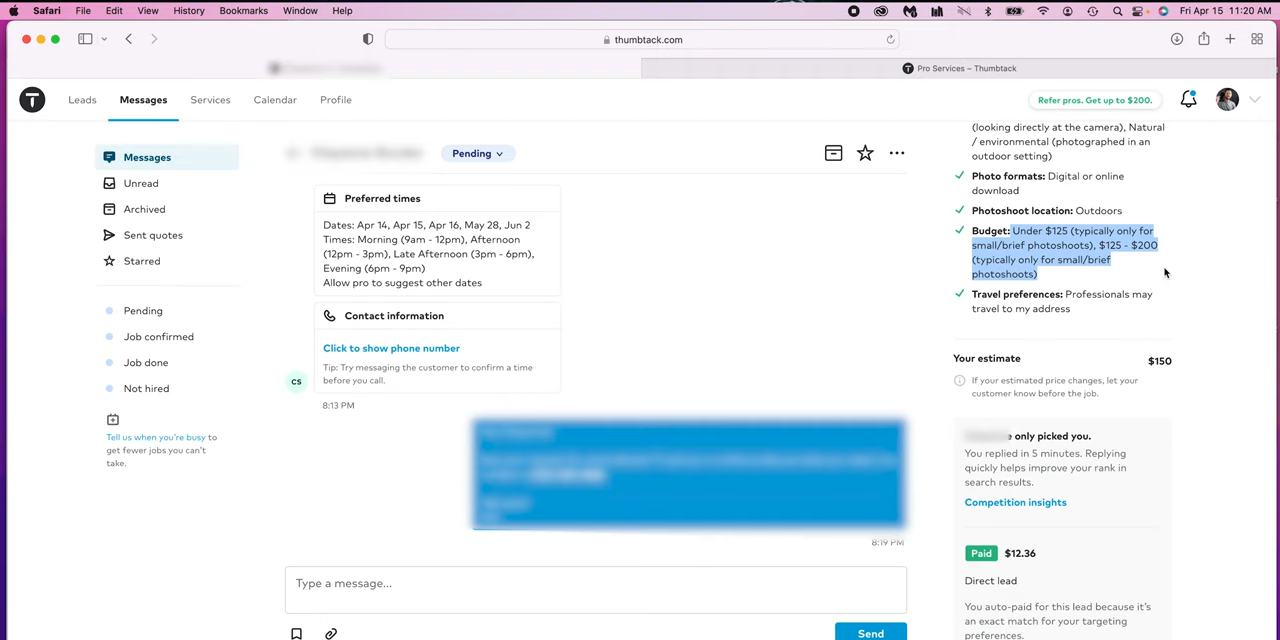 Safari File Edit View History Bookmarks Window Help Fri Apr 15 11:20 AM
thumbtack.com
Pro Services – Thumbtack
Leads Messages Services Calendar Profile Refer pros. Get up to $200.
Messages
Unread
Archived
Sent quotes
Starred
Pending
Job confirmed
Job done
Not hired
Tell us when you're busy to
get fewer jobs you can't
take.
Pending
Preferred times
Dates: Apr 14, Apr 15, Apr 16, May 28, Jun 2
Times: Morning (9am - 12pm), Afternoon
(12pm - 3pm), Late Afternoon (3pm - 6pm),
Evening (6pm - 9pm)
Allow pro to suggest other dates
Contact information
Click to show phone number
Tip: Try messaging the customer to confirm a time
before you call.
CS
8:13 PM
8:19 PM
Type a message...
Send
(looking directly at the camera), Natural
/ environmental (photographed in an
outdoor setting)
Photo formats: Digital or online
download
Photoshoot location: Outdoors
Budget: Under $125 (typically only for
small/brief photoshoots), $125 - $200
(typically only for small/brief
photoshoots)
Travel preferences: Professionals may
travel to my address
Your estimate $150
If your estimated price changes, let your
customer know before the job.
only picked you.
You replied in 5 minutes. Replying
quickly helps improve your rank in
search results.
Competition insights
Paid $12.36
Direct lead
You auto-paid for this lead because it's
an exact match for your targeting
preferences.